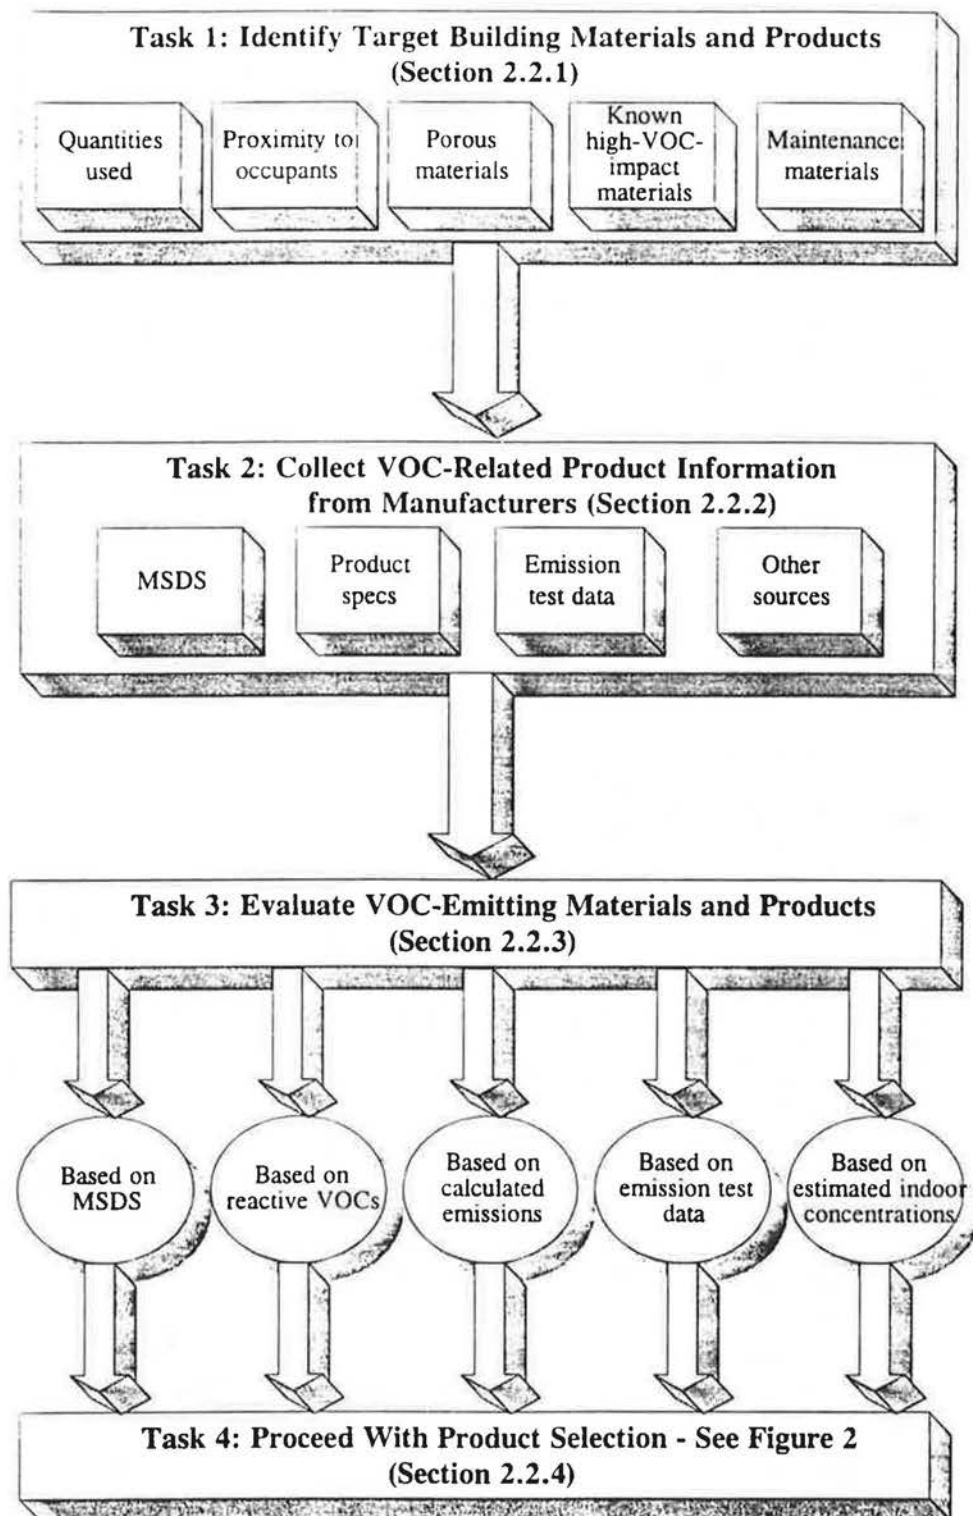 Task 1: Identify Target Building Materials and Products
(Section 2.2.1)
Quantities
used
Proximity to
occupants
Porous
materials
Known
high-VOC-
impact
materials
Maintenance
materials
Task 2: Collect VOC-Related Product Information
from Manufacturers (Section 2.2.2)
MSDS
Product
specs
Emission
test data
Other
sources
Task 3: Evaluate VOC-Emitting Materials and Products
(Section 2.2.3)
Based on
MSDS
Based on
reactive VOCs
Based on
calculated
emissions
Based on
emission test
data
Based on
estimated indoor
concentrations
Task 4: Proceed With Product Selection - See Figure 2
(Section 2.2.4)